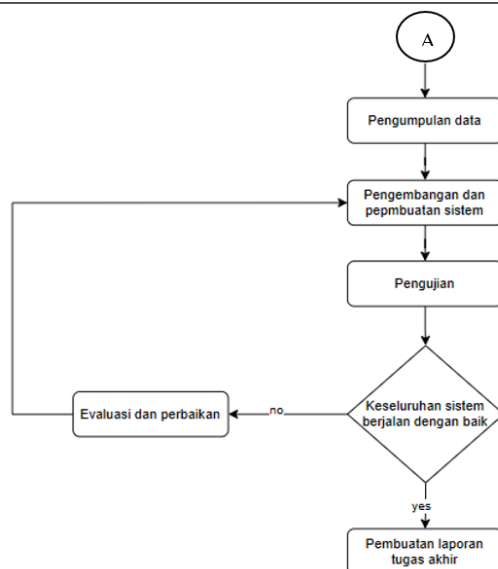 A
Pengumpulan data
Pengembangan dan
pepmbuatan sistem
Pengujian
Keseluruhan sistem
berjalan dengan baik
no
Evaluasi dan perbaikan
yes
Pembuatan laporan
tugas akhir